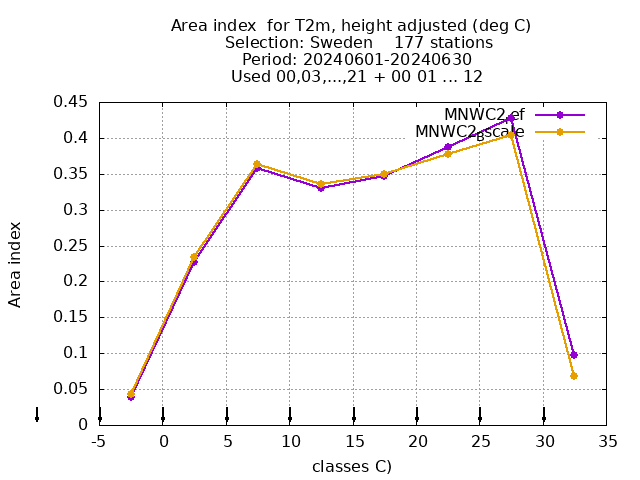 Area index for T2m, height adjusted (deg C)
Selection: Sweden 177 stations
Period: 20240601-20240630
Used 00,03,...,21 + 00 01 ... 12
0.45
0.4
0.35
0.3
0.25
0.2
0.15
0.1
0.05
0
Area index
-5 0 5 10 15 20 25 30 35
classes C)